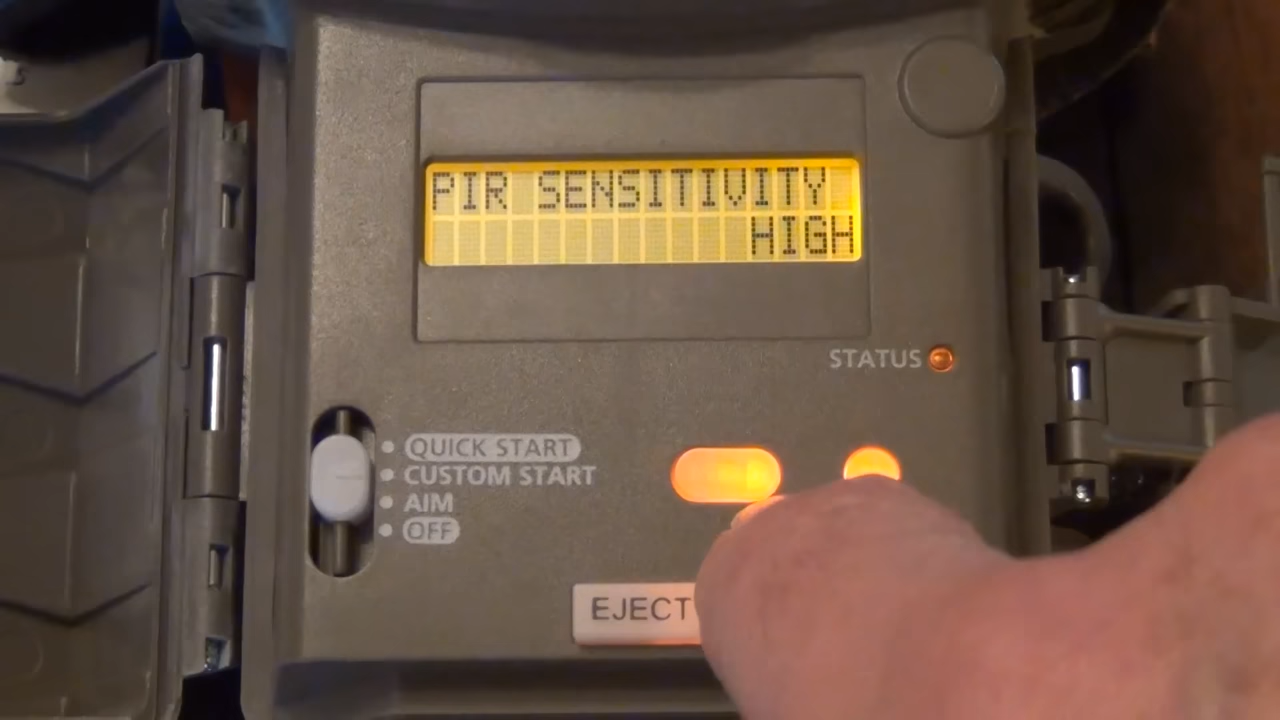 PIR SENSITIVITY
HIGH
STATUS
QUICK START
CUSTOM START
AIM
OFF
EJECT